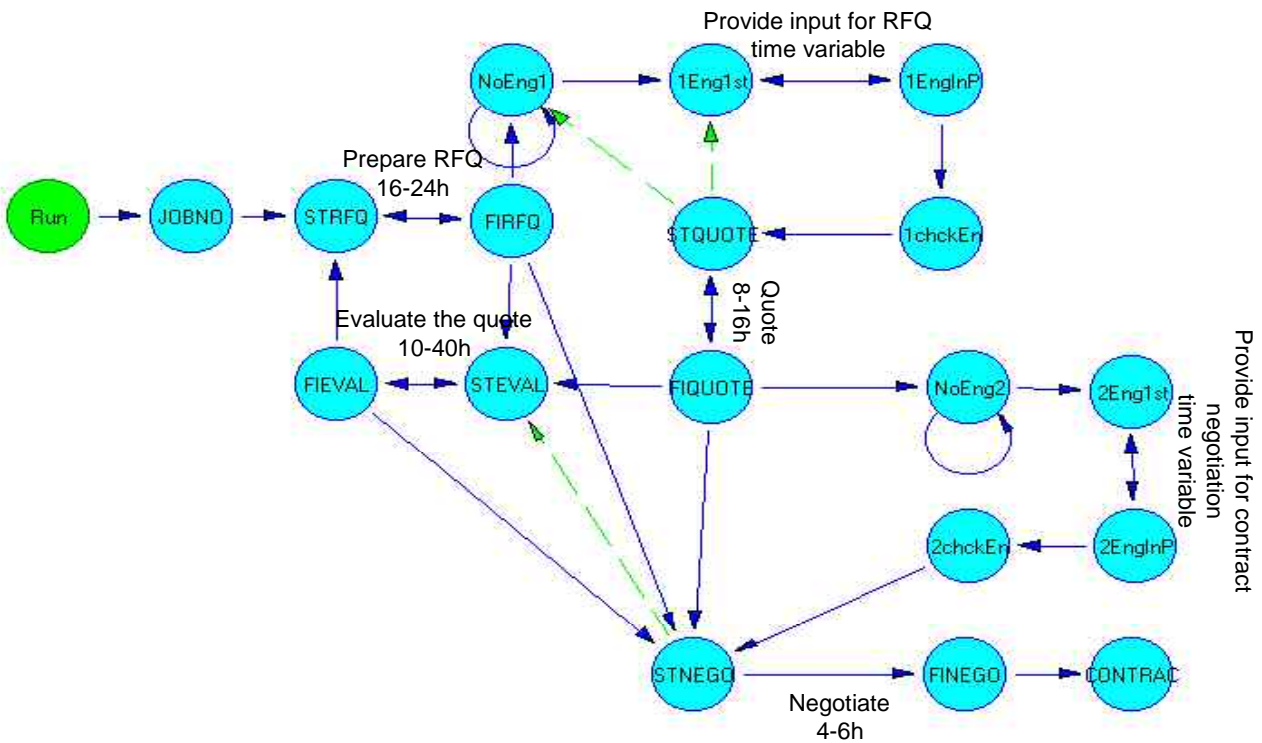 Provide input for RFQ
time variable
NoEng1
1Eng1st
1EngInP
Prepare RFQ
16-24h
Run
JOBNO
STRFQ
FIRFQ
STQUOTE
1chckEn
Quote
8-16h
Evaluate the quote
10-40h
FIEVAL
STEVAL
FIQUOTE
NoEng2
2Eng1st
Provide input for contract
negotiation
time variable
2chckEn
2EngInP
STNEGO
FINEGO
CONTRAC
Negotiate
4-6h